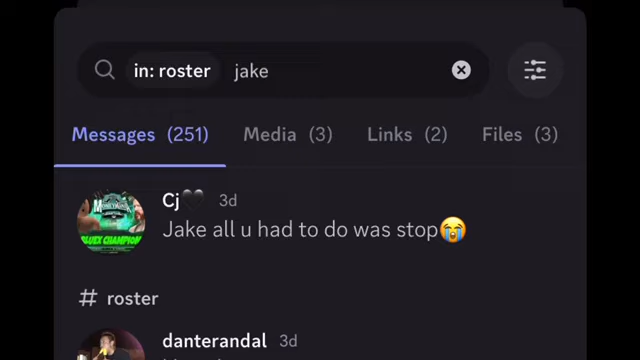 in: roster jake
Messages (251) Media (3) Links (2) Files (3)
Cj🖤 3d
Jake all u had to do was stop😭
# roster
danterandal 3d